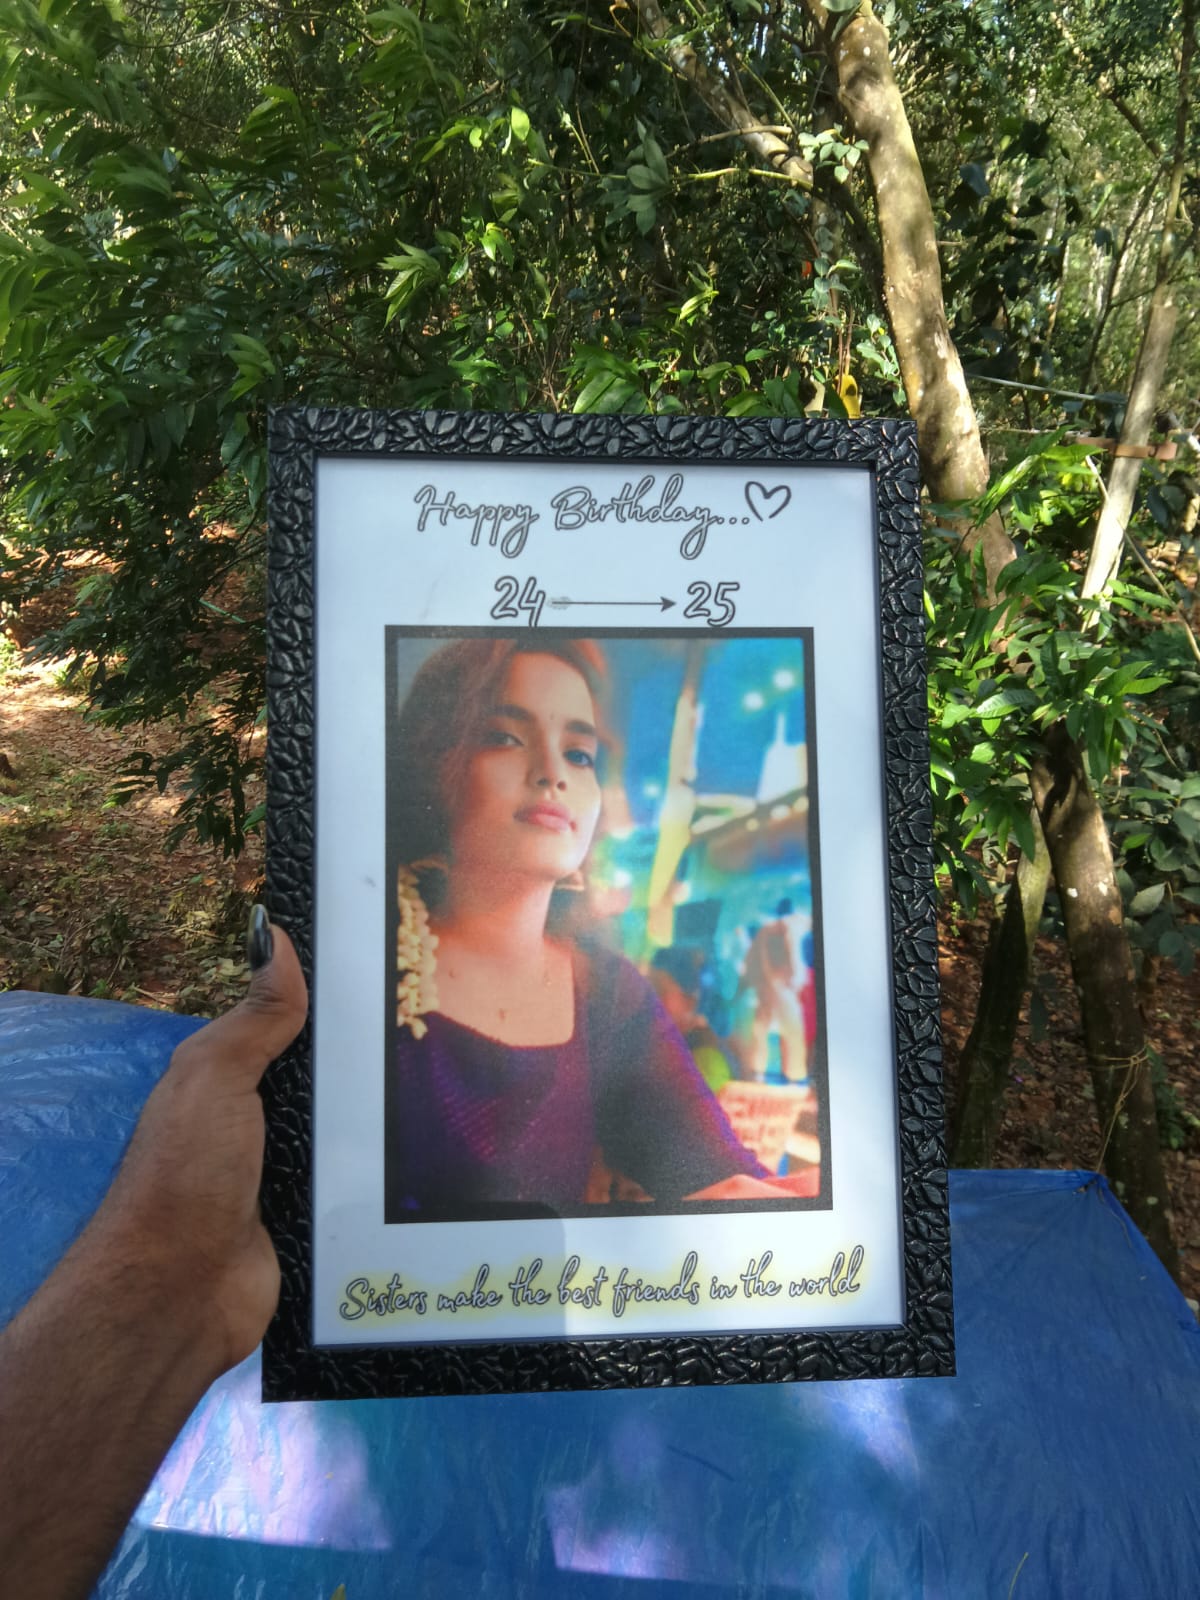 Happy Birthday...♡
24 → 25
Sisters make the best friends in the world